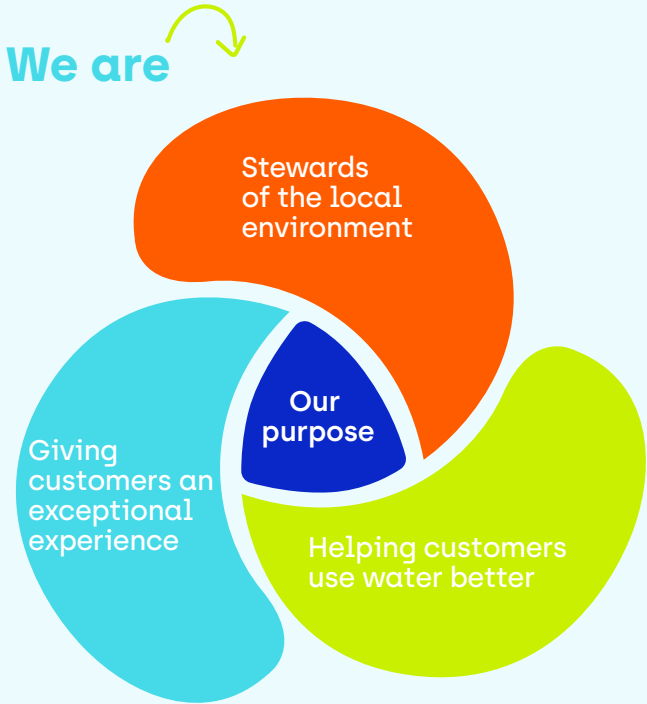 We are
Stewards
of the local
environment
Our
purpose
Giving
customers an
exceptional
experience
Helping customers
use water better